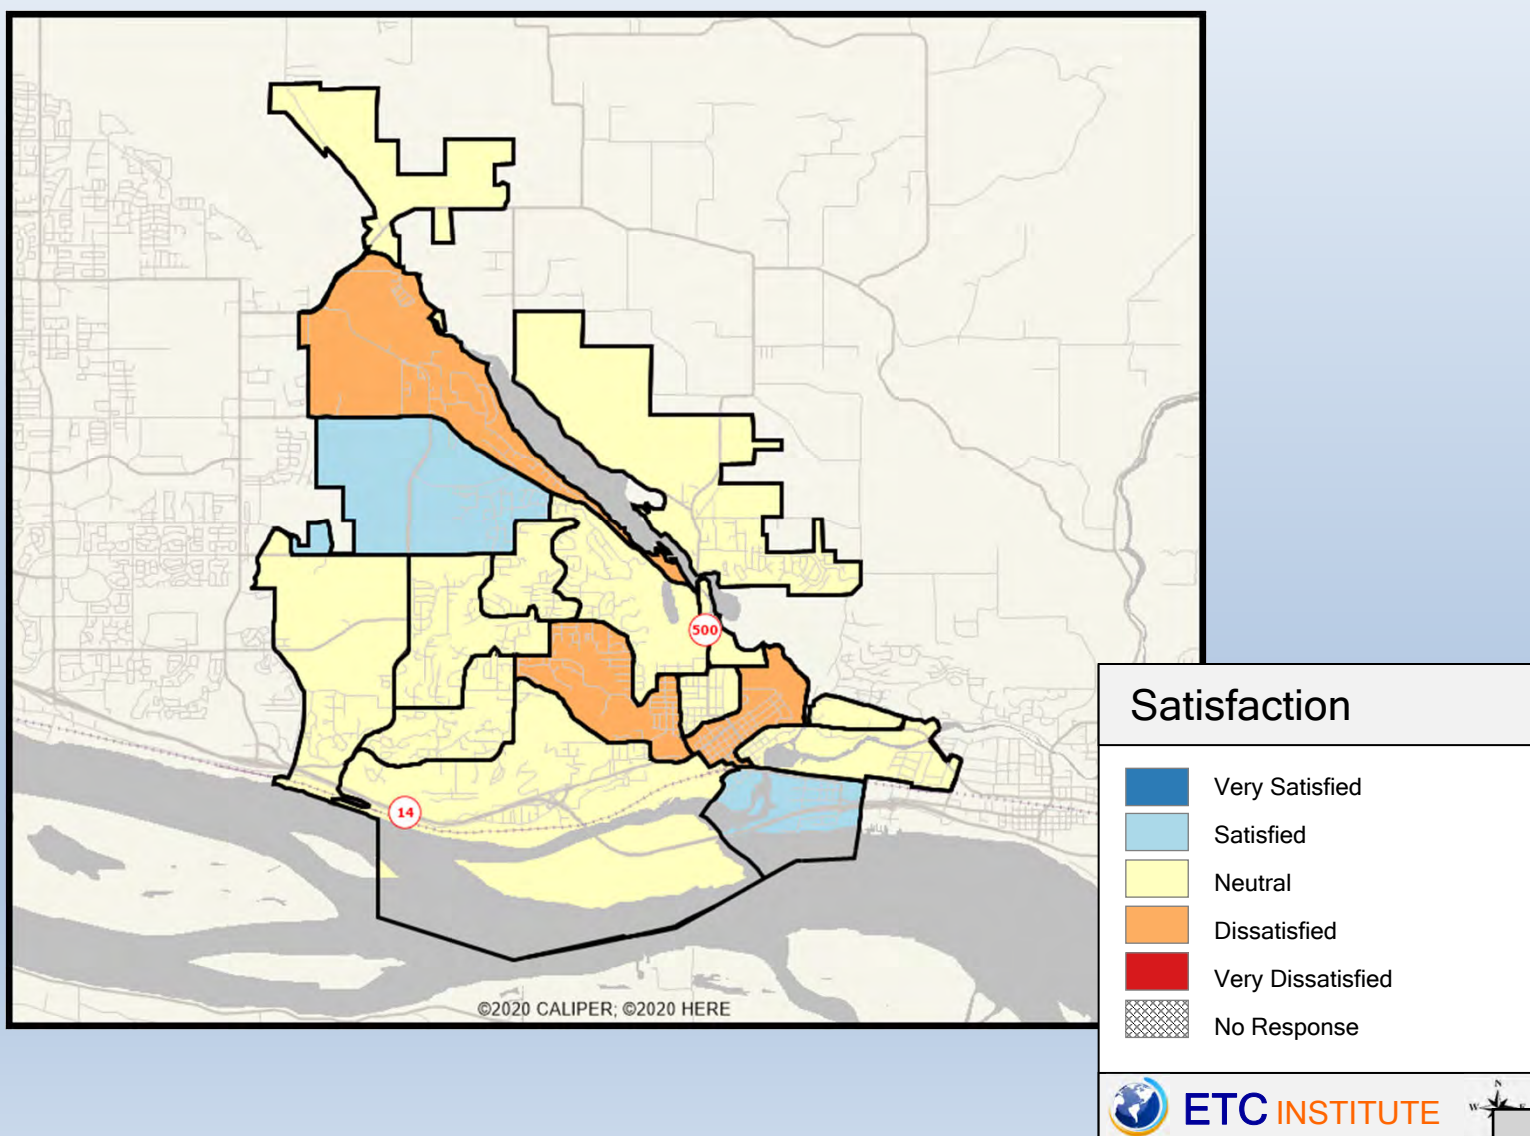 500
14
©2020 CALIPER; ©2020 HERE
Satisfaction
Very Satisfied
Satisfied
Neutral
Dissatisfied
Very Dissatisfied
No Response
ETC INSTITUTE
N
W
E